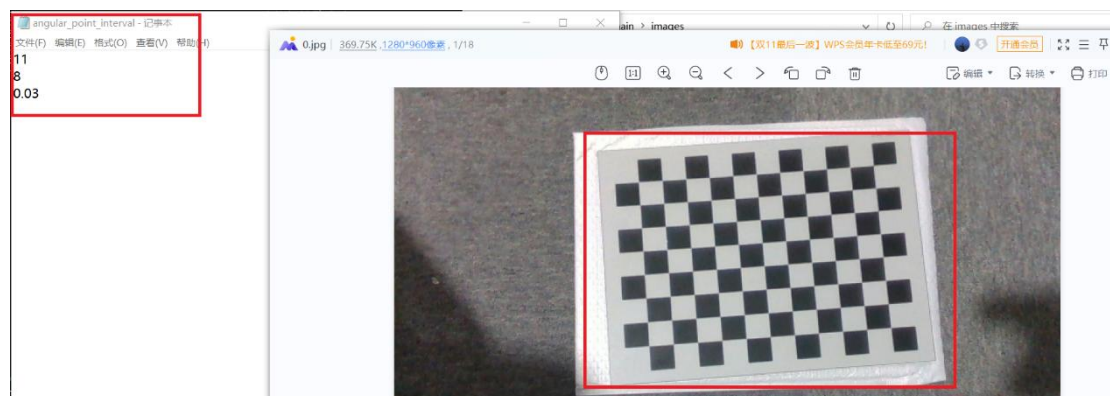 angular_point_interval - 记事本
文件(F) 编辑(E) 格式(O) 查看(V) 帮助(H)
11
8
0.03
ain > images
在 images 中搜索
0.jpg 369.75K ,1280*960像素 , 1/18
【双11最后一波】WPS会员年卡低至69元!
开通会员
1:1
编辑
转换
打印